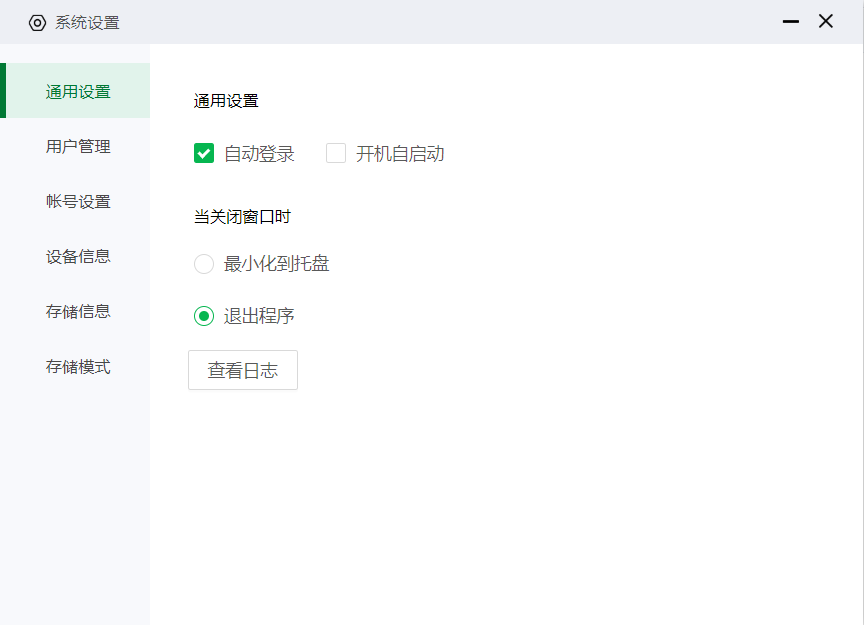 系统设置
通用设置
用户管理
帐号设置
设备信息
存储信息
存储模式
通用设置
自动登录 开机自启动
当关闭窗口时
最小化到托盘
退出程序
查看日志